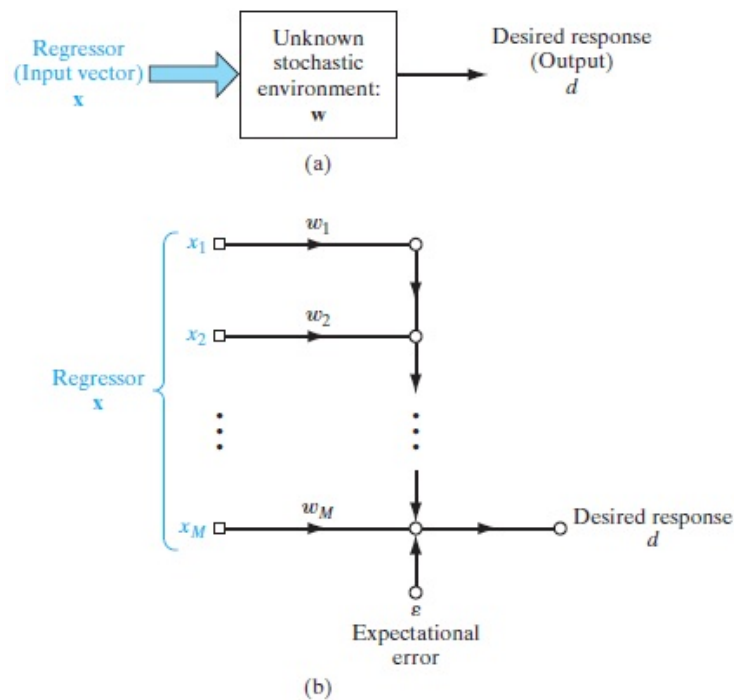 Regressor
(Input vector)
x
Unknown
stochastic
environment:
w
Desired response
(Output)
d
(a)
w1
x1
w2
x2
Regressor
x
wM
xM
Desired response
d
ε
Expectational
error
(b)